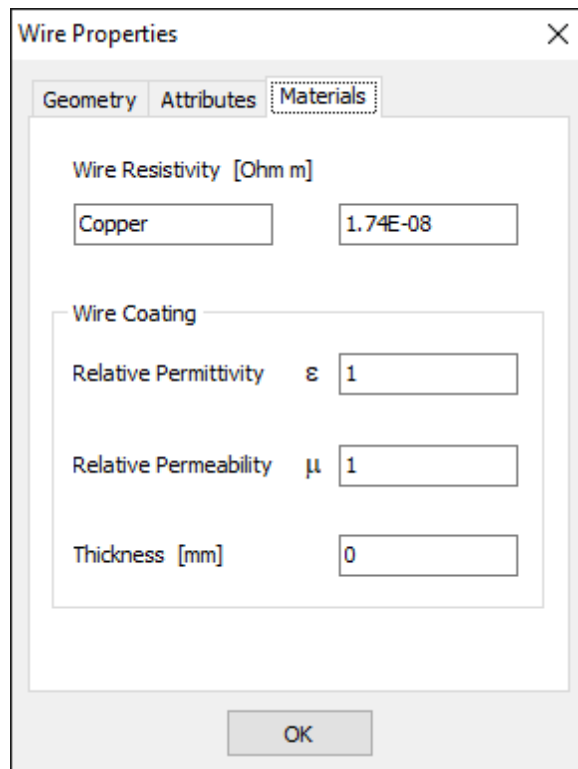 Wire Properties
Geometry Attributes Materials
Wire Resistivity [Ohm m]
Copper 1.74E-08
Wire Coating
Relative Permittivity ε 1
Relative Permeability μ 1
Thickness [mm] 0
OK